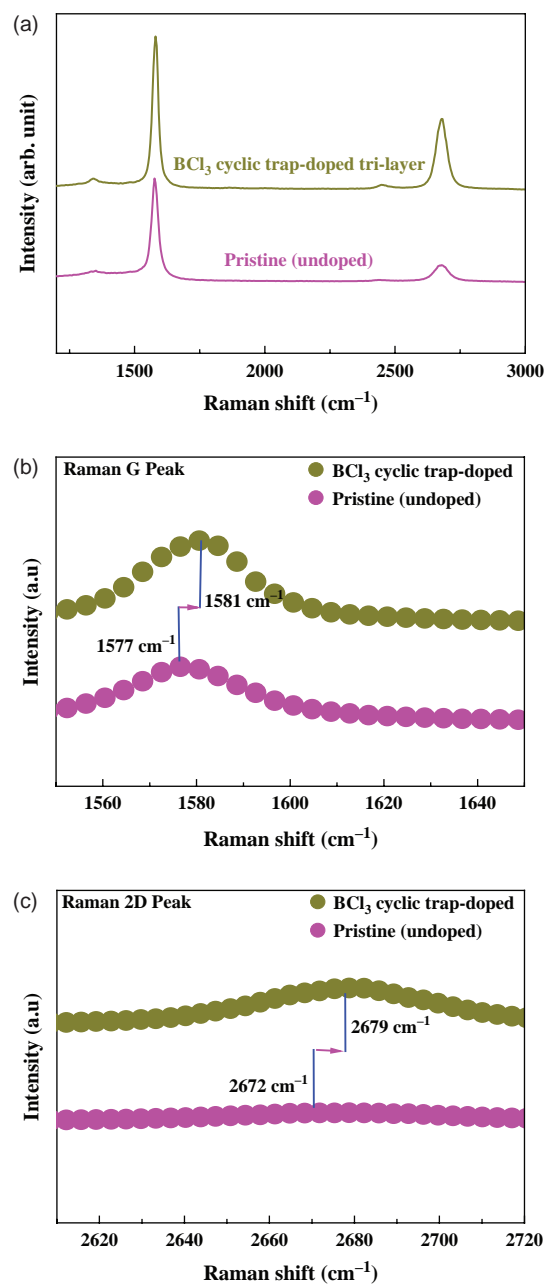 (a)
Intensity (arb. unit)
BCl₃ cyclic trap-doped tri-layer
Pristine (undoped)
1500 2000 2500 3000
Raman shift (cm⁻¹)
(b)
Raman G Peak
BCl₃ cyclic trap-doped
Pristine (undoped)
Intensity (a.u)
1581 cm⁻¹
1577 cm⁻¹
1560 1580 1600 1620 1640
Raman shift (cm⁻¹)
(c)
Raman 2D Peak
BCl₃ cyclic trap-doped
Pristine (undoped)
Intensity (a.u)
2679 cm⁻¹
2672 cm⁻¹
2620 2640 2660 2680 2700 2720
Raman shift (cm⁻¹)